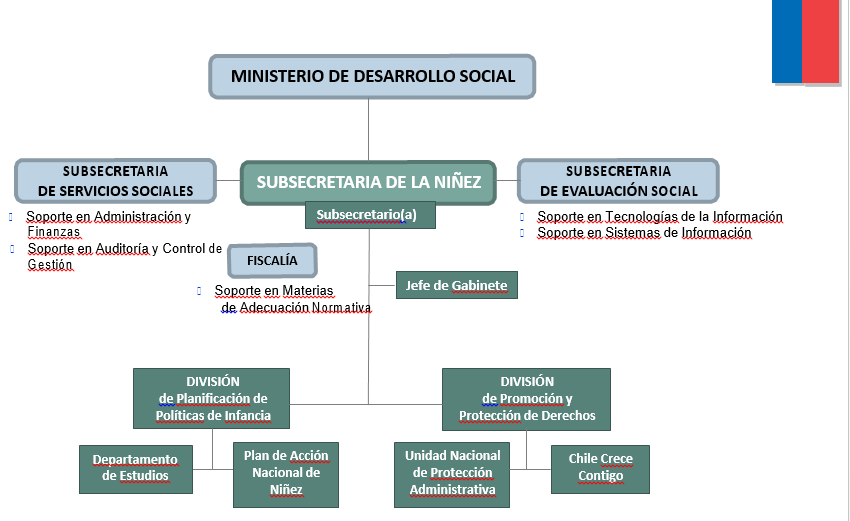 MINISTERIO DE DESARROLLO SOCIAL
SUBSECRETARIA
DE SERVICIOS SOCIALES
SUBSECRETARIA DE LA NIÑEZ
Subsecretario(a)
SUBSECRETARIA
DE EVALUACIÓN SOCIAL
Soporte en Administración y
Finanzas
Soporte en Auditoría y Control de
Gestión
Soporte en Tecnologías de la Información
Soporte en Sistemas de Información
FISCALÍA
Soporte en Materias
de Adecuación Normativa
Jefe de Gabinete
DIVISIÓN
de Planificación de
Políticas de Infancia
DIVISIÓN
de Promoción y
Protección de Derechos
Departamento
de Estudios
Plan de Acción
Nacional de
Niñez
Unidad Nacional
de Protección
Administrativa
Chile Crece
Contigo